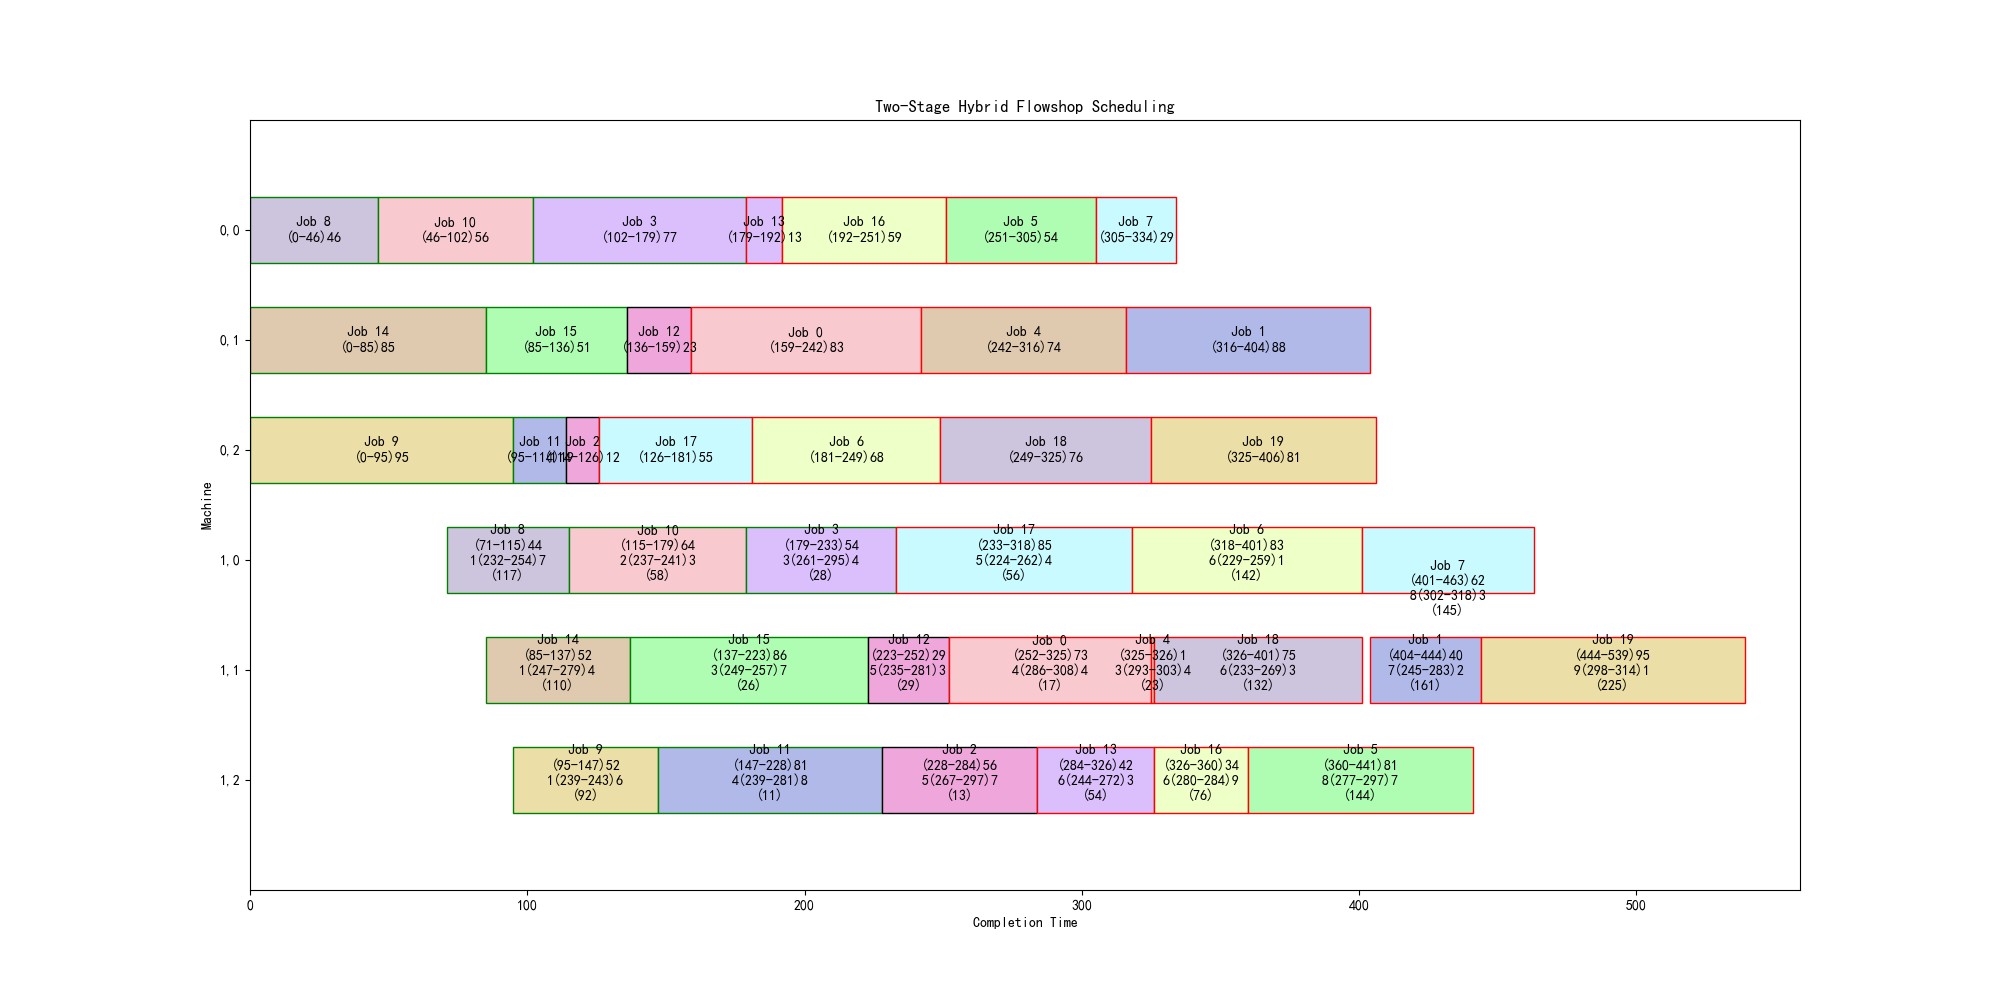 Two-Stage Hybrid Flowshop Scheduling
0,0
Job 8
(0-46)46
Job 10
(46-102)56
Job 3
(102-179)77
Job 13
(179-192)13
Job 16
(192-251)59
Job 5
(251-305)54
Job 7
(305-334)29
0,1
Job 14
(0-85)85
Job 15
(85-136)51
Job 12
(136-159)23
Job 0
(159-242)83
Job 4
(242-316)74
Job 1
(316-404)88
0,2
Job 9
(0-95)95
Job 11
(95-114)19
Job 2
(114-126)12
Job 17
(126-181)55
Job 6
(181-249)68
Job 18
(249-325)76
Job 19
(325-406)81
Machine
1,0
Job 8
(71-115)44
1(232-254)7
(117)
Job 10
(115-179)64
2(237-241)3
(58)
Job 3
(179-233)54
3(261-295)4
(28)
Job 17
(233-318)85
5(224-262)4
(56)
Job 6
(318-401)83
6(229-259)1
(142)
Job 7
(401-463)62
8(302-318)3
(145)
1,1
Job 14
(85-137)52
1(247-279)4
(110)
Job 15
(137-223)86
3(249-257)7
(26)
Job 12
(223-252)29
5(235-281)3
(29)
Job 0
(252-325)73
4(286-308)4
(17)
Job 4
(325-326)1
3(293-303)4
(23)
Job 18
(326-401)75
6(233-269)3
(132)
Job 1
(404-444)40
7(245-283)2
(161)
Job 19
(444-539)95
9(298-314)1
(225)
1,2
Job 9
(95-147)52
1(239-243)6
(92)
Job 11
(147-228)81
4(239-281)8
(11)
Job 2
(228-284)56
5(267-297)7
(13)
Job 13
(284-326)42
6(244-272)3
(54)
Job 16
(326-360)34
6(280-284)9
(76)
Job 5
(360-441)81
8(277-297)7
(144)
0
100
200
300
400
500
Completion Time